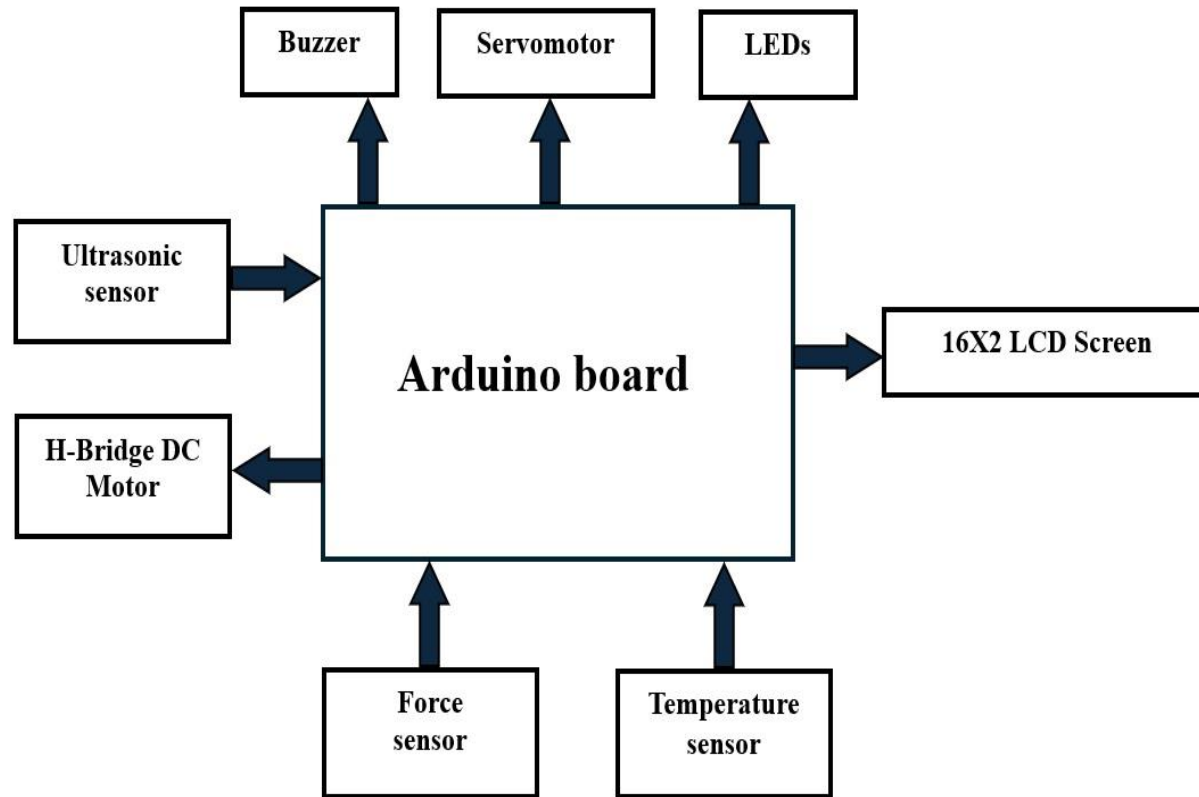 Buzzer
Servomotor
LEDs
Ultrasonic
sensor
Arduino board
16X2 LCD Screen
H-Bridge DC
Motor
Force
sensor
Temperature
sensor